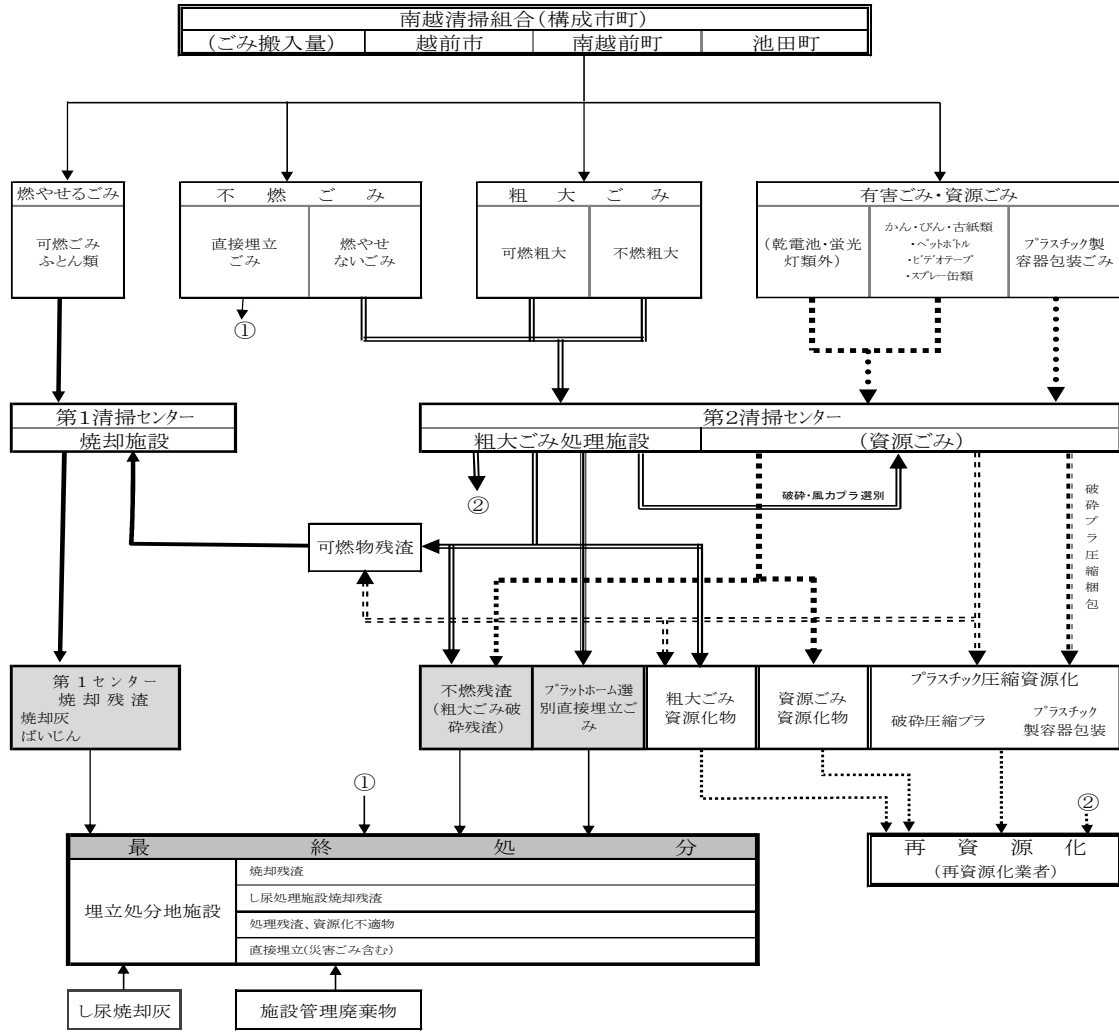 南越清掃組合(構成市町)
(ごみ搬入量) 越前市 南越前町 池田町
燃やせるごみ
可燃ごみ
ふとん類
不燃ごみ
直接埋立
ごみ
燃やせ
ないごみ
粗大ごみ
可燃粗大
不燃粗大
有害ごみ・資源ごみ
(乾電池・蛍光
灯類外)
かん・びん・古紙類
・ペットボトル
・ビデオテープ
・スプレー缶類
プラスチック製
容器包装ごみ
①
第1清掃センター
焼却施設
第2清掃センター
粗大ごみ処理施設
(資源ごみ)
②
破砕・風力プラ選別
破砕プラ圧縮梱包
可燃物残渣
第1センター
焼却残渣
焼却灰
ばいじん
不燃残渣
(粗大ごみ破
砕残渣)
プラットホーム選
別直接埋立ご
み
粗大ごみ
資源化物
資源ごみ
資源化物
プラスチック圧縮資源化
破砕圧縮プラ
プラスチック
製容器包装
①
②
最終処分
埋立処分地施設
焼却残渣
し尿処理施設焼却残渣
処理残渣、資源化不適物
直接埋立(災害ごみ含む)
再資源化
(再資源化業者)
し尿焼却灰
施設管理廃棄物